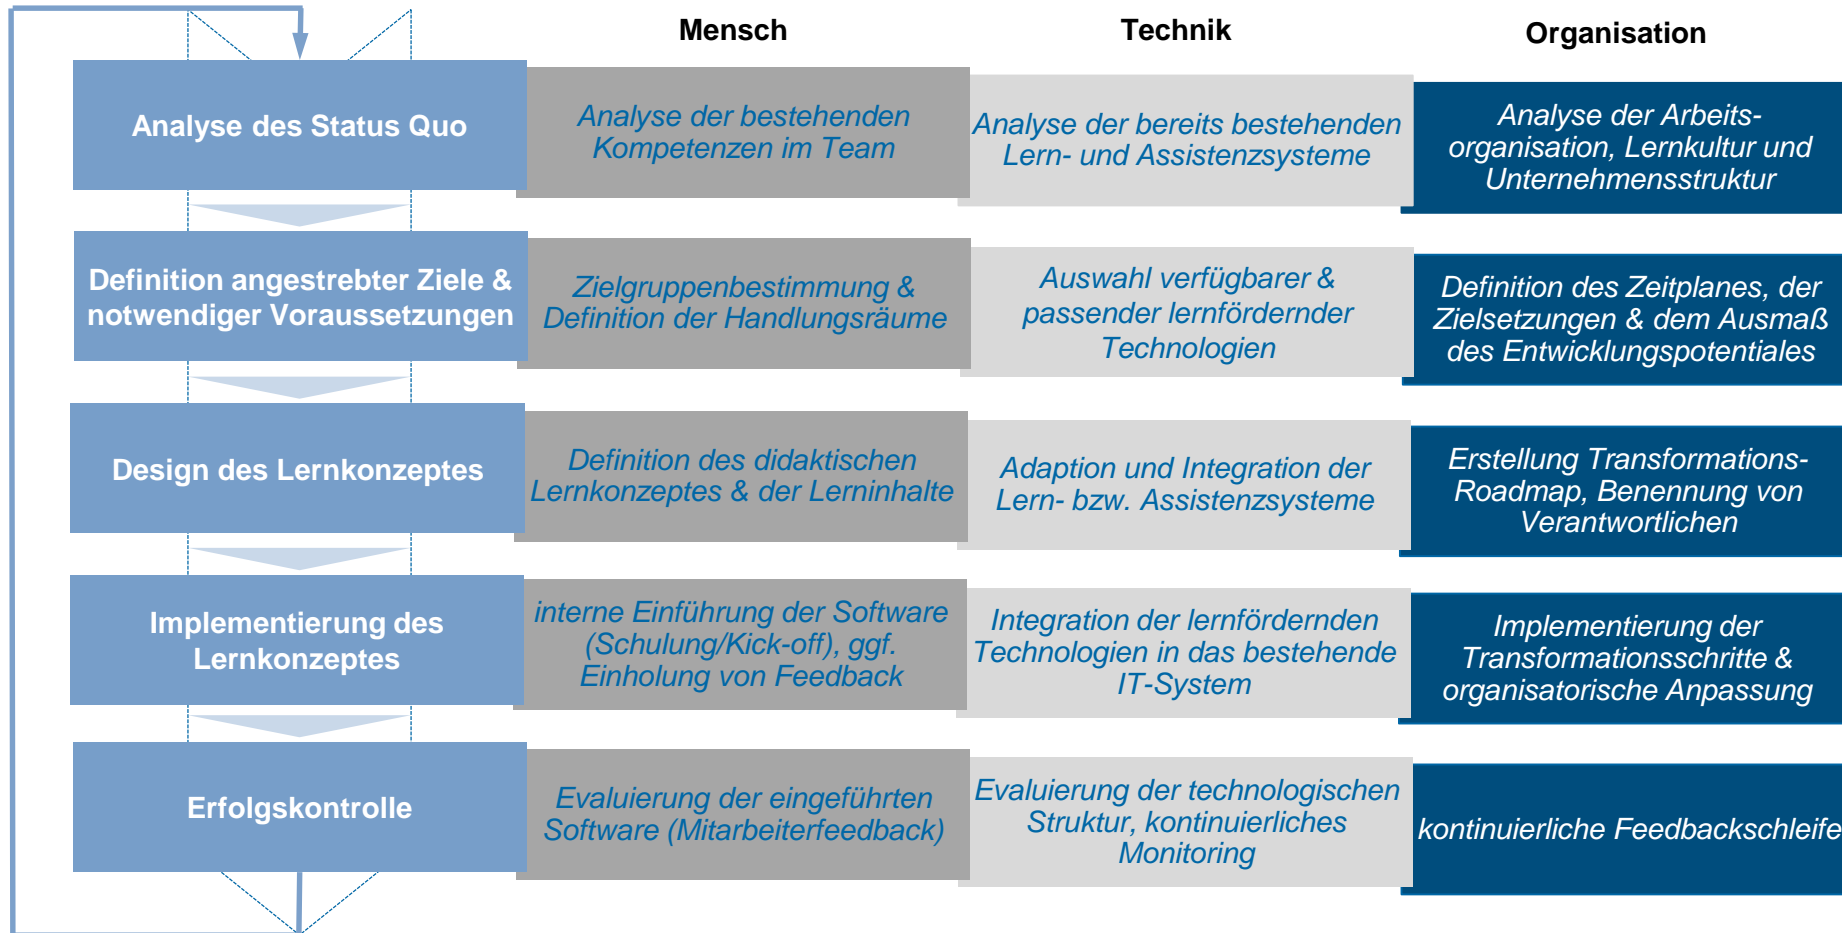 Mensch
Technik
Organisation
Analyse des Status Quo
Analyse der bestehenden
Kompetenzen im Team
Analyse der bereits bestehenden
Lern- und Assistenzsysteme
Analyse der Arbeits-
organisation, Lernkultur und
Unternehmensstruktur
Definition angestrebter Ziele &
notwendiger Voraussetzungen
Zielgruppenbestimmung &
Definition der Handlungsräume
Auswahl verfügbarer &
passender lernfördernder
Technologien
Definition des Zeitplanes, der
Zielsetzungen & dem Ausmaß
des Entwicklungspotentiales
Design des Lernkonzeptes
Definition des didaktischen
Lernkonzeptes & der Lerninhalte
Adaption und Integration der
Lern- bzw. Assistenzsysteme
Erstellung Transformations-
Roadmap, Benennung von
Verantwortlichen
Implementierung des
Lernkonzeptes
interne Einführung der Software
(Schulung/Kick-off), ggf.
Einholung von Feedback
Integration der lernfördernden
Technologien in das bestehende
IT-System
Implementierung der
Transformationsschritte &
organisatorische Anpassung
Erfolgskontrolle
Evaluierung der eingeführten
Software (Mitarbeiterfeedback)
Evaluierung der technologischen
Struktur, kontinuierliches
Monitoring
kontinuierliche Feedbackschleife